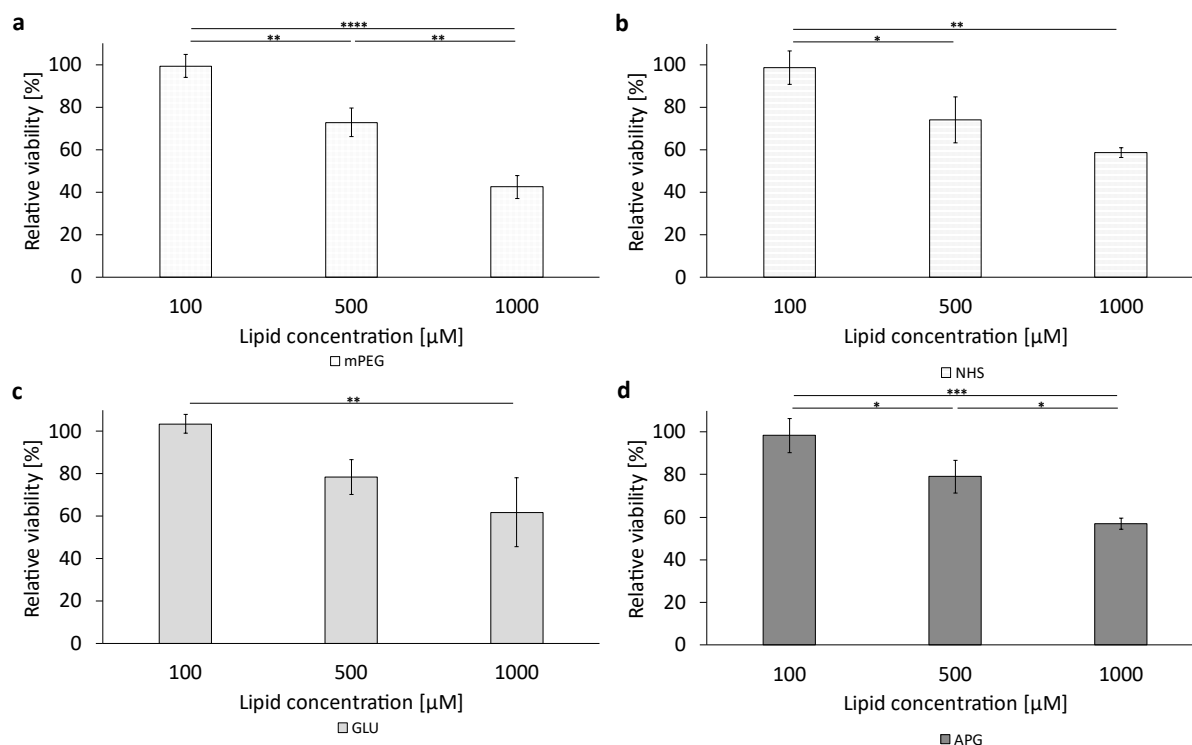 a
****
** **
Relative viability [%]
100
80
60
40
20
0
100 500 1000
Lipid concentration [μM]
mPEG
b
**
*
Relative viability [%]
100
80
60
40
20
0
100 500 1000
Lipid concentration [μM]
NHS
c
**
Relative viability [%]
100
80
60
40
20
0
100 500 1000
Lipid concentration [μM]
GLU
d
***
* *
Relative viability [%]
100
80
60
40
20
0
100 500 1000
Lipid concentration [μM]
APG